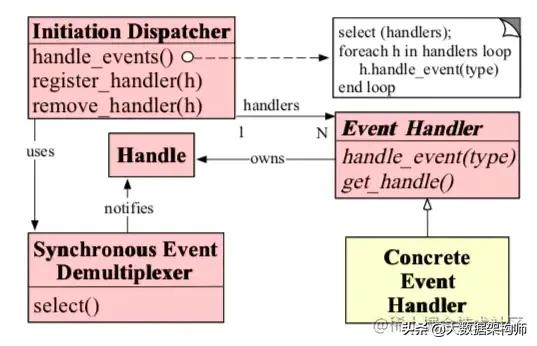 Initiation Dispatcher
handle_events()
register_handler(h)
remove_handler(h)
select (handlers);
foreach h in handlers loop
h.handle_event(type)
end loop
handlers
1
N
uses
Handle
owns
Event Handler
handle_event(type)
get_handle()
notifies
Synchronous Event
Demultiplexer
select()
Concrete
Event
Handler
头条 @大数据架构师